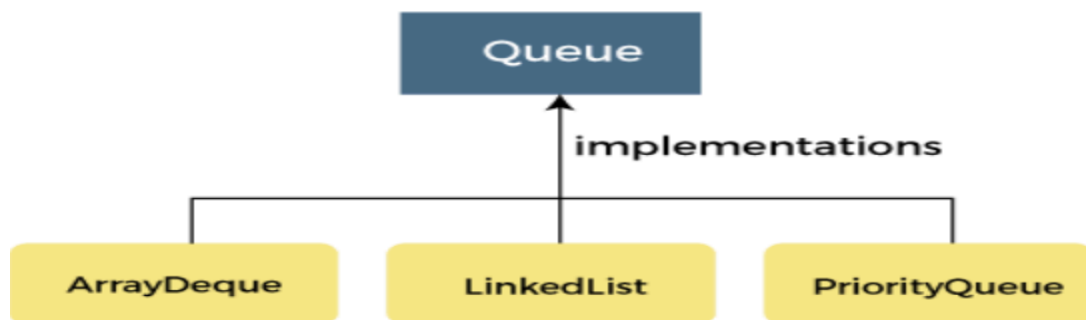 Queue
implementations
ArrayDeque
LinkedList
PriorityQueue